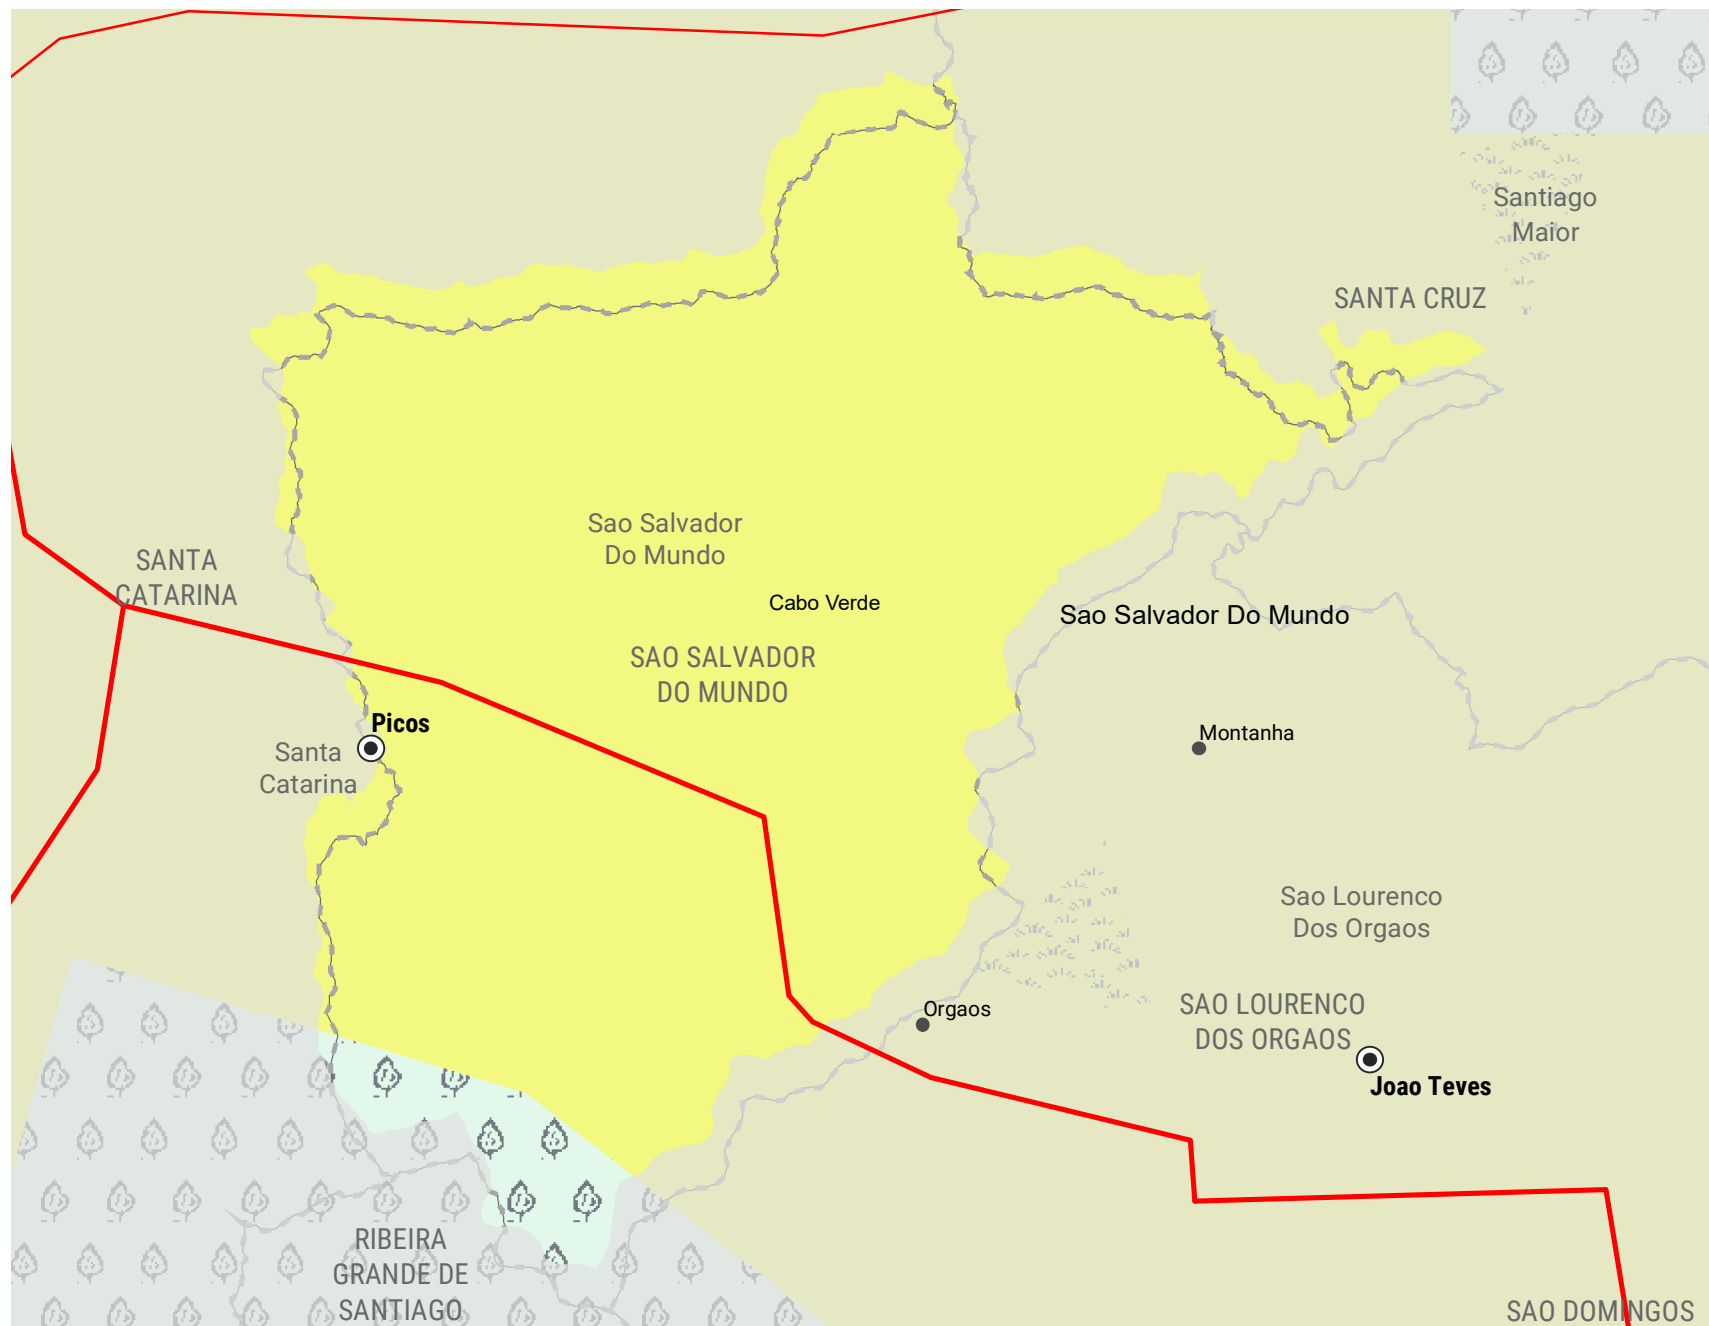 Santiago
Maior
SANTA CRUZ
Sao Salvador
Do Mundo
SANTA
CATARINA
Cabo Verde
Sao Salvador Do Mundo
SAO SALVADOR
DO MUNDO
Picos
Montanha
Santa
Catarina
Sao Lourenco
Dos Orgaos
Orgaos
SAO LOURENCO
DOS ORGAOS
Joao Teves
RIBEIRA
GRANDE DE
SANTIAGO
SAO DOMINGOS